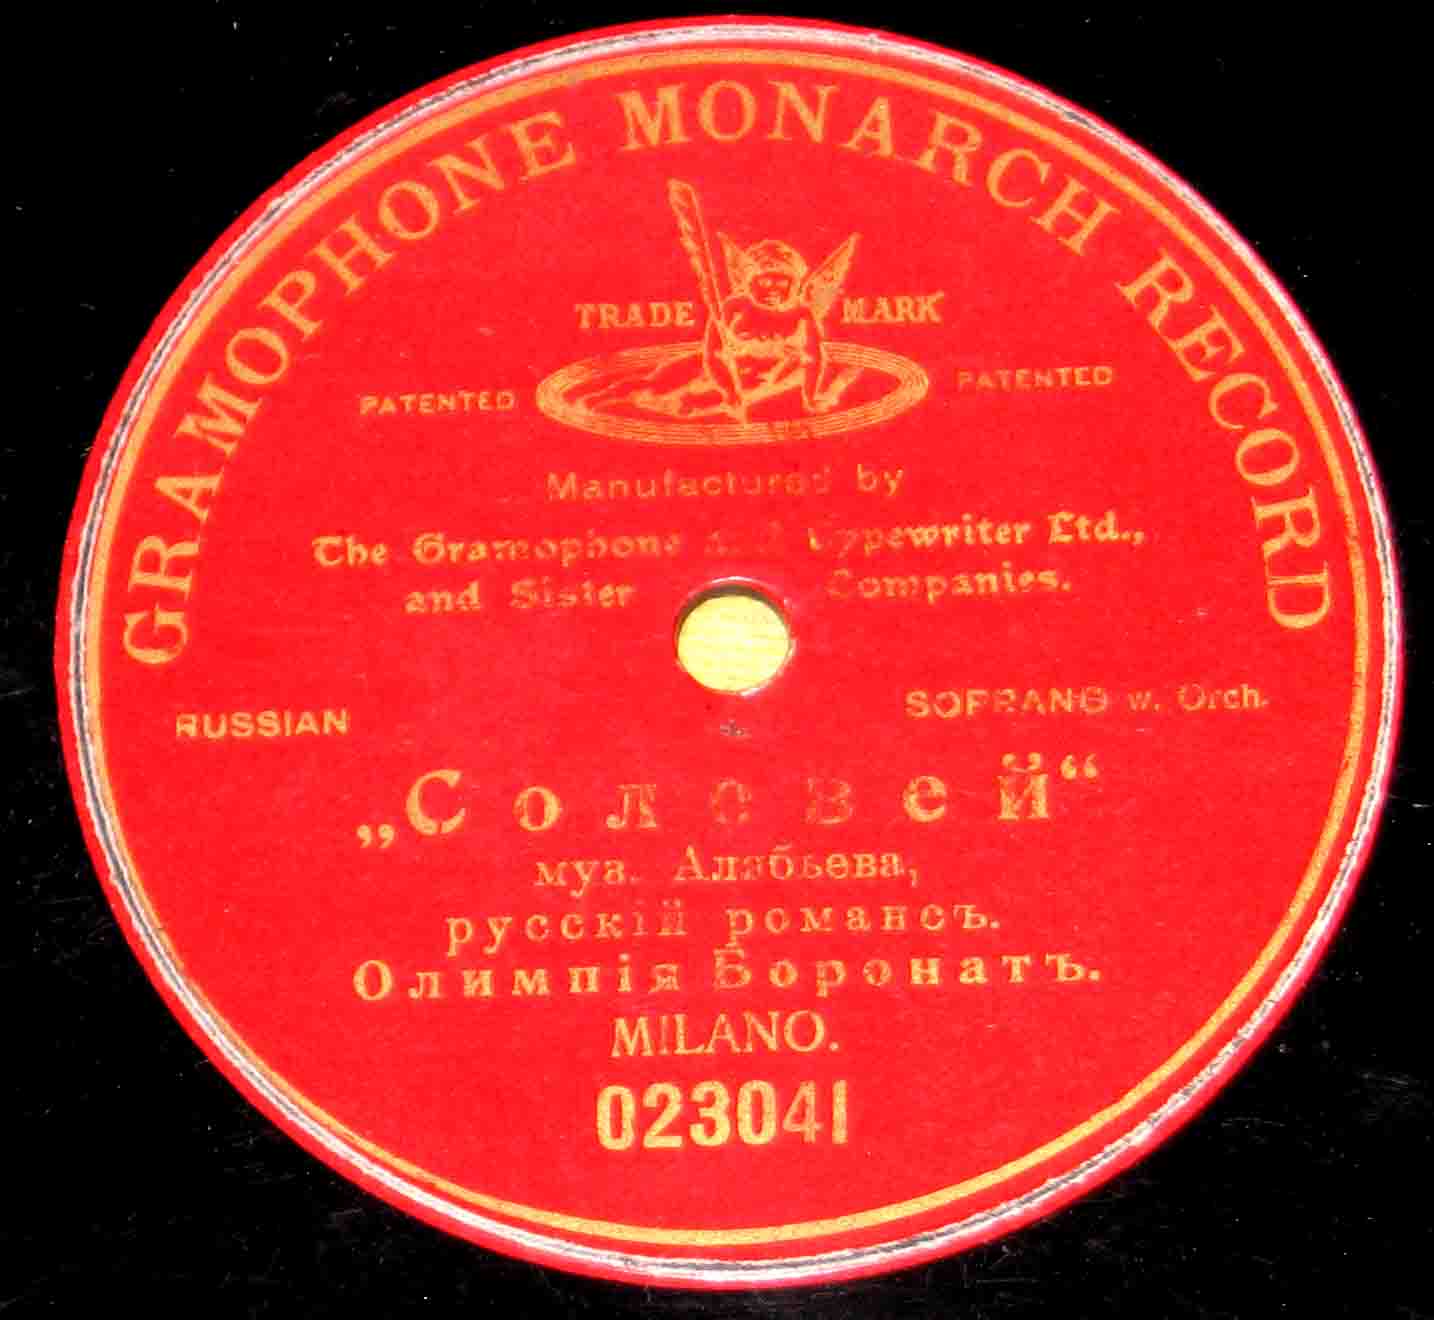 GRAMOPHONE MONARCH RECORD
TRADE MARK
PATENTED PATENTED
Manufactured by
The Gramophone and Typewriter Ltd.,
and Sister Companies.
RUSSIAN SOPRANO w. Orch.
„Соловей“
муз. Алябьева,
русскій романсъ.
Олимпія Боронатъ.
MILANO.
023041